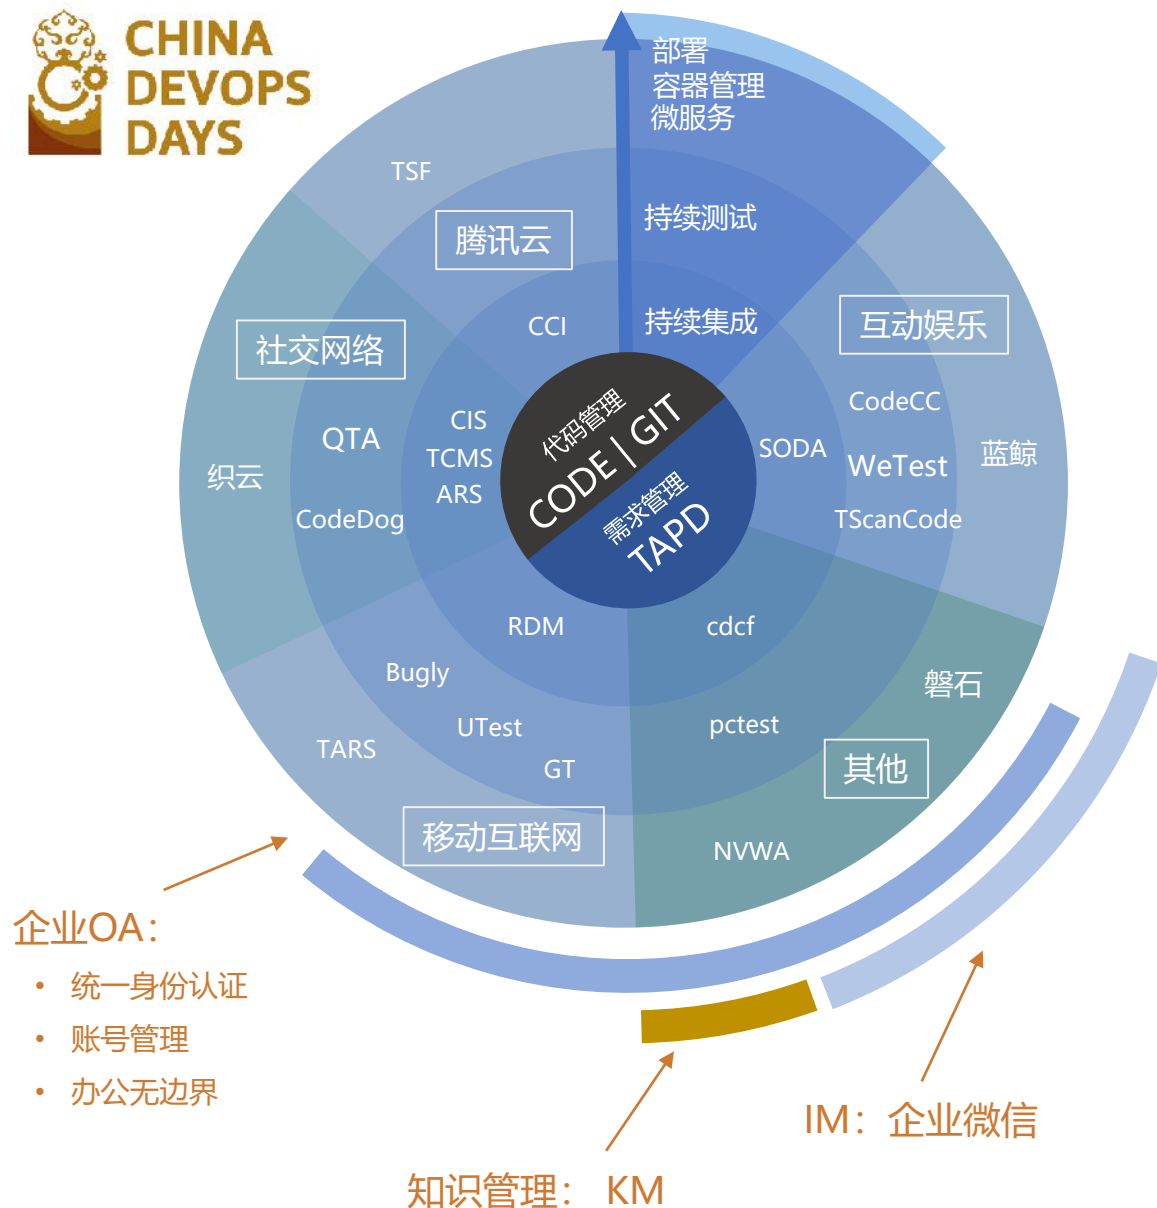 CHINA
DEVOPS
DAYS
部署
容器管理
微服务
持续测试
持续集成
TSF
腾讯云
CCI
社交网络
QTA
织云
CodeDog
CIS
TCMS
ARS
代码管理
CODE | GIT
需求管理
TAPD
互动娱乐
CodeCC
SODA
WeTest
蓝鲸
TScanCode
RDM
Bugly
UTest
GT
TARS
移动互联网
cdcf
磐石
pctest
其他
NVWA
企业OA：
• 统一身份认证
• 账号管理
• 办公无边界
IM：企业微信
知识管理： KM